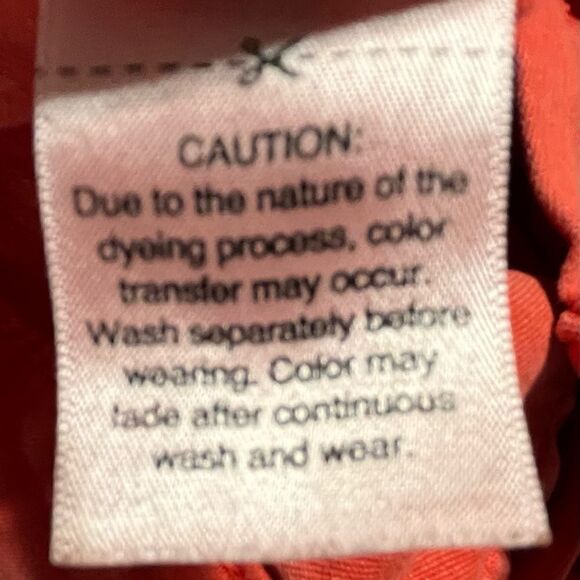 CAUTION:
Due to the nature of the
dyeing process, color
transfer may occur.
Wash separately before
wearing. Color may
fade after continuous
wash and wear.